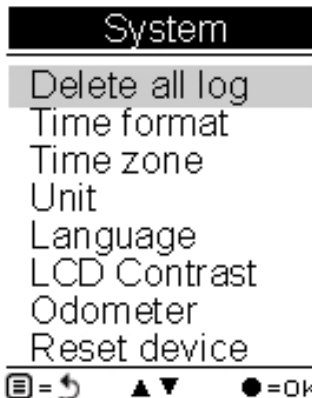 System
Delete all log
Time format
Time zone
Unit
Language
LCD Contrast
Odometer
Reset device
= ▲ ▼ ●=Ok